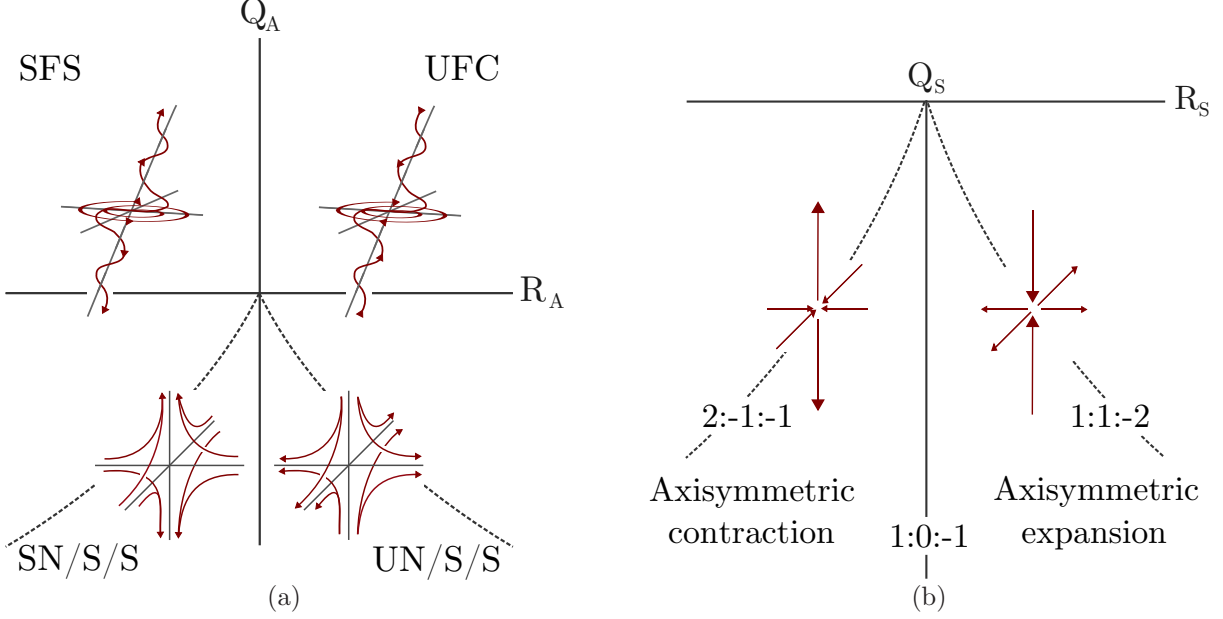 Q_A
SFS
UFC
R_A
SN/S/S
UN/S/S
(a)
Q_S
R_S
2:-1:-1
1:1:-2
Axisymmetric
contraction
Axisymmetric
expansion
1:0:-1
(b)